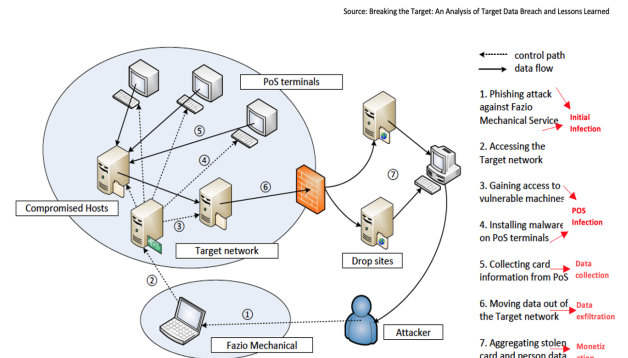 Source: Breaking the Target: An Analysis of Target Data Breach and Lessons Learned
control path
data flow
PoS terminals
1. Phishing attack
against Fazio
Mechanical Service
Initial
Infection
2. Accessing the
Target network
3. Gaining access to
vulnerable machines
POS
Infection
4. Installing malware
on PoS terminals
5. Collecting card
information from PoS
Data
collection
6. Moving data out of
the Target network
Data
exfiltration
7. Aggregating stolen
card and person data
Monetiz
ation
⑤
④
⑥
⑦
③
Compromised Hosts
Target network
Drop sites
②
①
Fazio Mechanical
Attacker